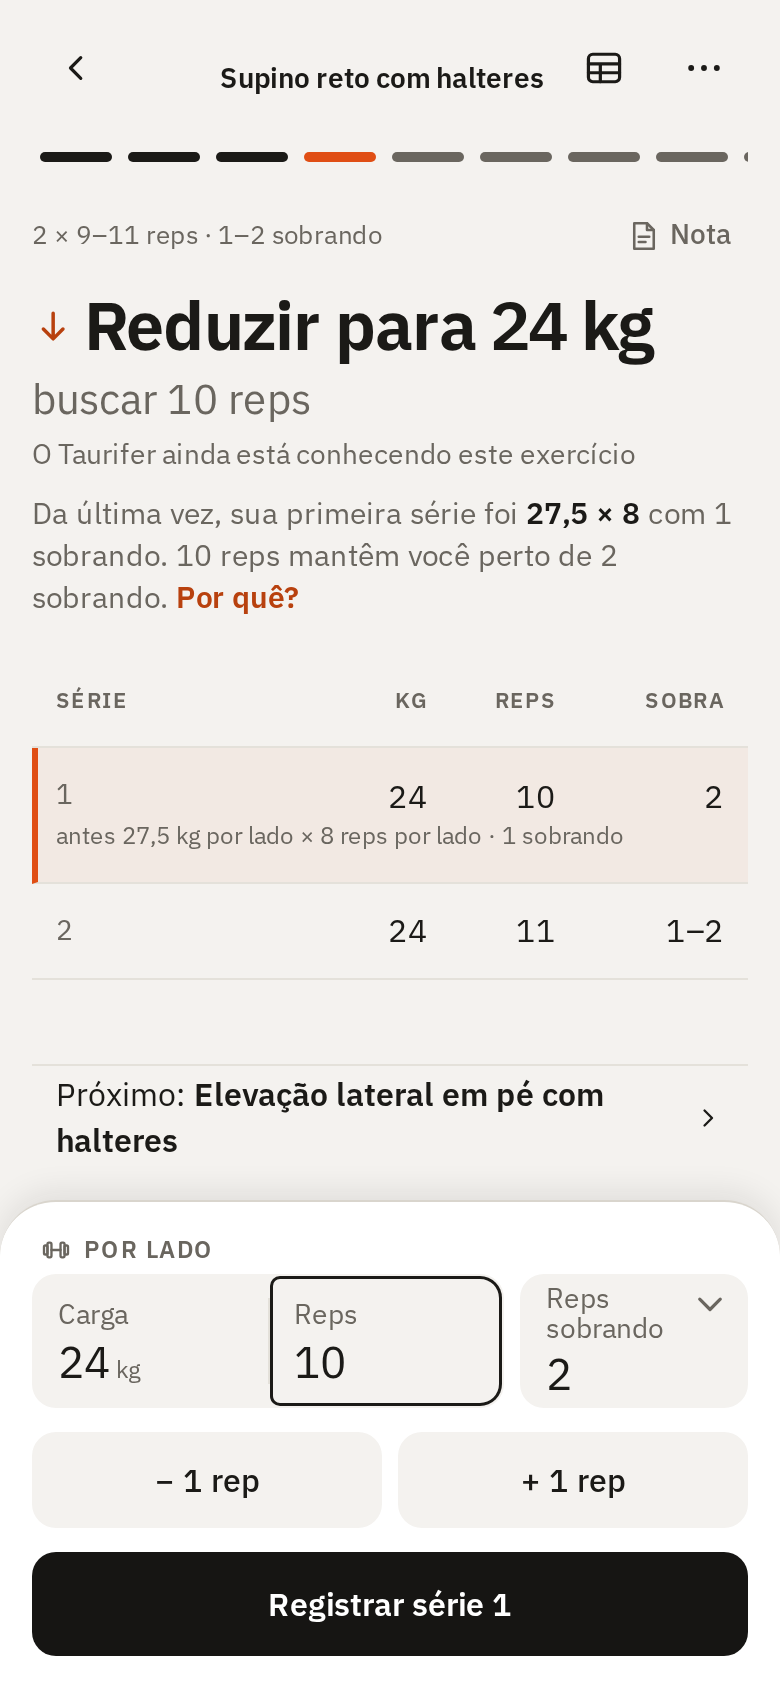 Supino reto com halteres
2 × 9–11 reps · 1–2 sobrando
Nota
↓ Reduzir para 24 kg
buscar 10 reps
O Taurifer ainda está conhecendo este exercício
Da última vez, sua primeira série foi 27,5 × 8 com 1
sobrando. 10 reps mantêm você perto de 2
sobrando. Por quê?
SÉRIE KG REPS SOBRA
1 24 10 2
antes 27,5 kg por lado × 8 reps por lado · 1 sobrando
2 24 11 1–2
Próximo: Elevação lateral em pé com
halteres
POR LADO
Carga
24 kg
Reps
10
Reps
sobrando
2
− 1 rep
+ 1 rep
Registrar série 1